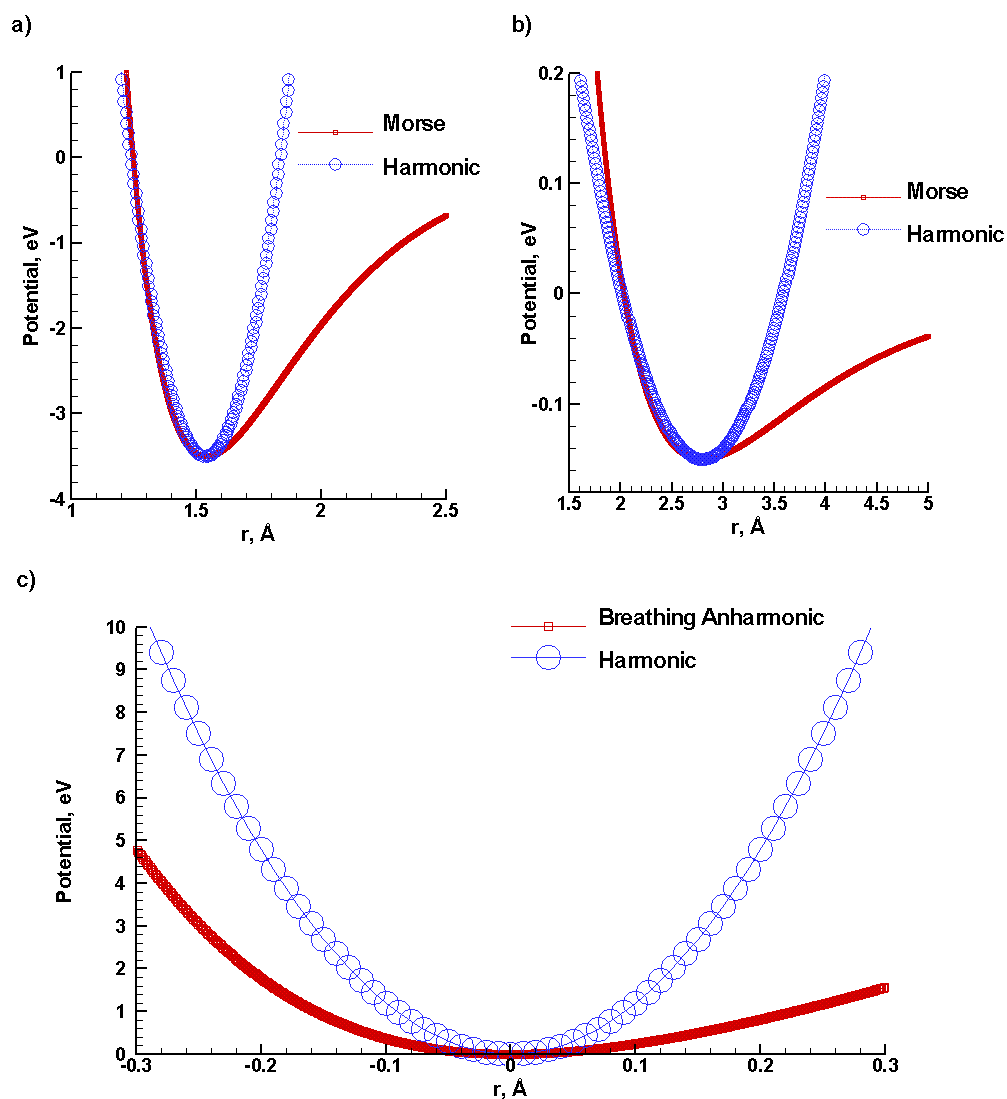 a)
b)
1
0
-1
-2
-3
-4
Potential, eV
1
1.5
2
2.5
r, Å
Morse
Harmonic
0.2
0.1
0
-0.1
Potential, eV
1.5
2
2.5
3
3.5
4
4.5
5
r, Å
Morse
Harmonic
c)
Breathing Anharmonic
Harmonic
10
9
8
7
6
5
4
3
2
1
0
Potential, eV
-0.3
-0.2
-0.1
0
0.1
0.2
0.3
r, Å